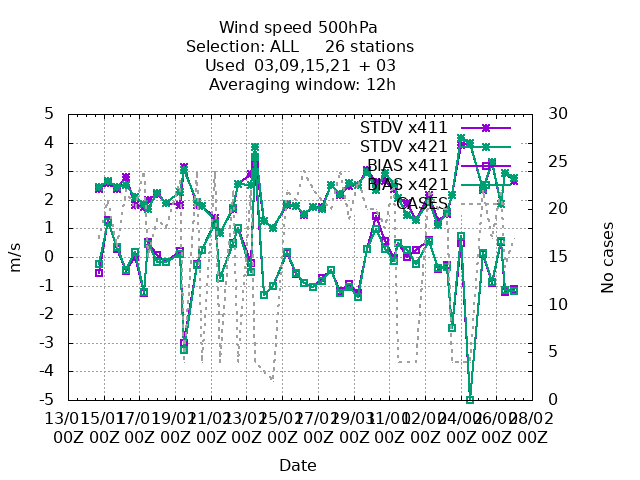 Wind speed 500hPa
Selection: ALL 26 stations
Used 03,09,15,21 + 03
Averaging window: 12h
5 30
STDV x411
4
STDV x421
25
3
BIAS x411
BIAS x421
2 20
CASES
1
m/s 0 15 No cases
-1
10
-2
-3
5
-4
-5 0
13/01 15/01 17/01 19/01 21/01 23/01 25/01 27/01 29/01 31/01 02/02 24/02 26/02 28/02
00Z 00Z 00Z 00Z 00Z 00Z 00Z 00Z 00Z 00Z 00Z 00Z 00Z 00Z
Date